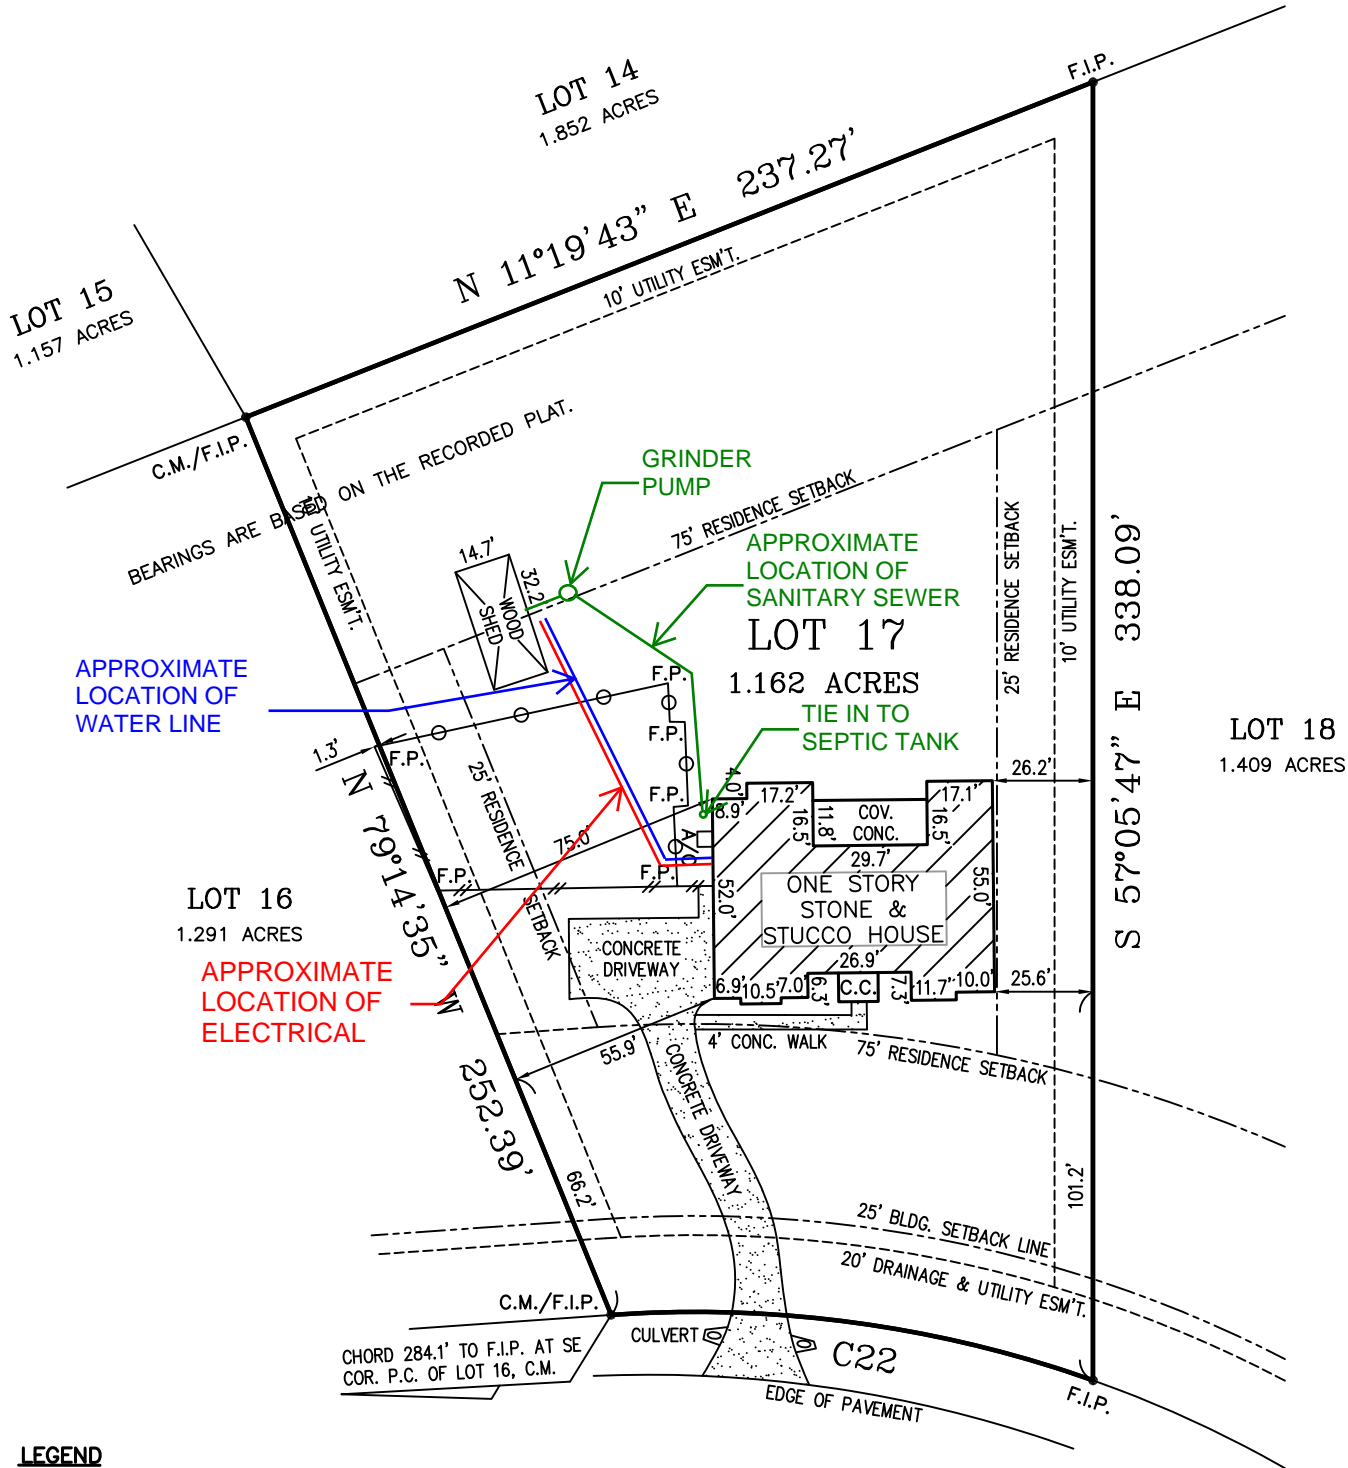 LOT 14
1.852 ACRES
F.I.P.
N 11°19'43" E 237.27'
10' UTILITY ESM'T.
LOT 15
1.157 ACRES
C.M./F.I.P.
BEARINGS ARE BASED ON THE RECORDED PLAT.
UTILITY ESM'T.
GRINDER
PUMP
75' RESIDENCE SETBACK
APPROXIMATE
LOCATION OF
SANITARY SEWER
25' RESIDENCE SETBACK
10' UTILITY ESM'T.
S 57°05'47" E 338.09'
14.7'
32.2'
WOOD
SHED
LOT 17
1.162 ACRES
TIE IN TO
SEPTIC TANK
APPROXIMATE
LOCATION OF
WATER LINE
F.P.
F.P.
F.P.
F.P.
F.P.
F.P.
1.3'
LOT 18
1.409 ACRES
N 79°14'35" W 252.39'
25' RESIDENCE
SETBACK
75.0'
A/C
4.0'
8.9'
17.2'
16.5'
11.8'
COV.
CONC.
16.5'
17.1'
26.2'
29.7'
52.0'
55.0'
ONE STORY
STONE &
STUCCO HOUSE
26.9'
6.9'
10.5'
7.0'
6.3'
C.C.
7.3'
11.7'
10.0'
25.6'
LOT 16
1.291 ACRES
CONCRETE
DRIVEWAY
APPROXIMATE
LOCATION OF
ELECTRICAL
55.9'
4' CONC. WALK
75' RESIDENCE SETBACK
CONCRETE DRIVEWAY
66.2'
101.2'
25' BLDG. SETBACK LINE
20' DRAINAGE & UTILITY ESM'T.
C.M./F.I.P.
CULVERT
C22
CHORD 284.1' TO F.I.P. AT SE
COR. P.C. OF LOT 16, C.M.
EDGE OF PAVEMENT
F.I.P.
LEGEND